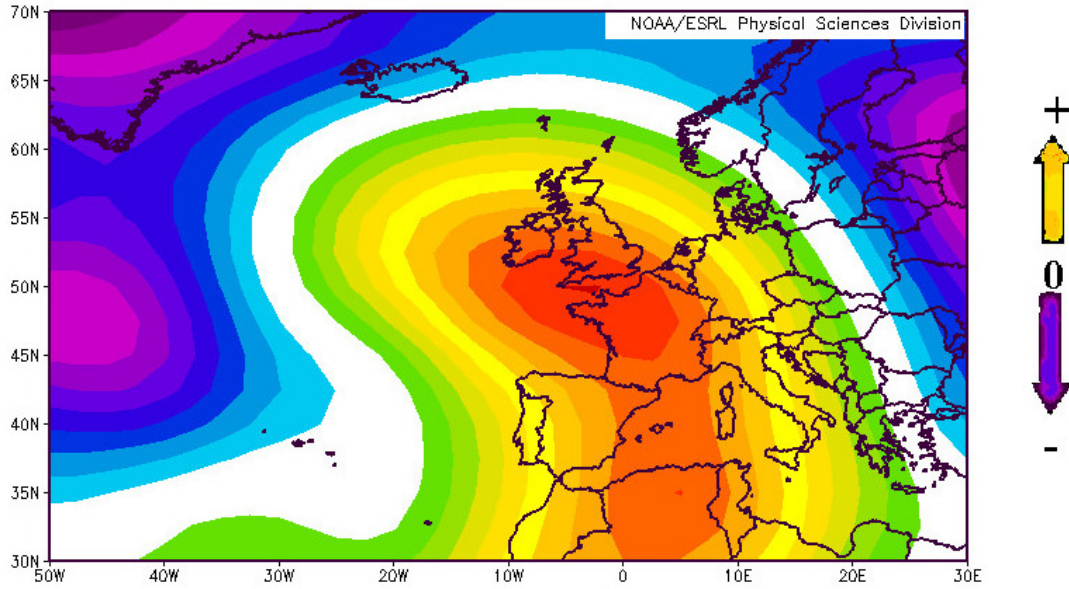 NOAA/ESRL Physical Sciences Division
70N
65N
60N
55N
50N
45N
40N
35N
30N
50W 40W 30W 20W 10W 0 10E 20E 30E
+
0
-